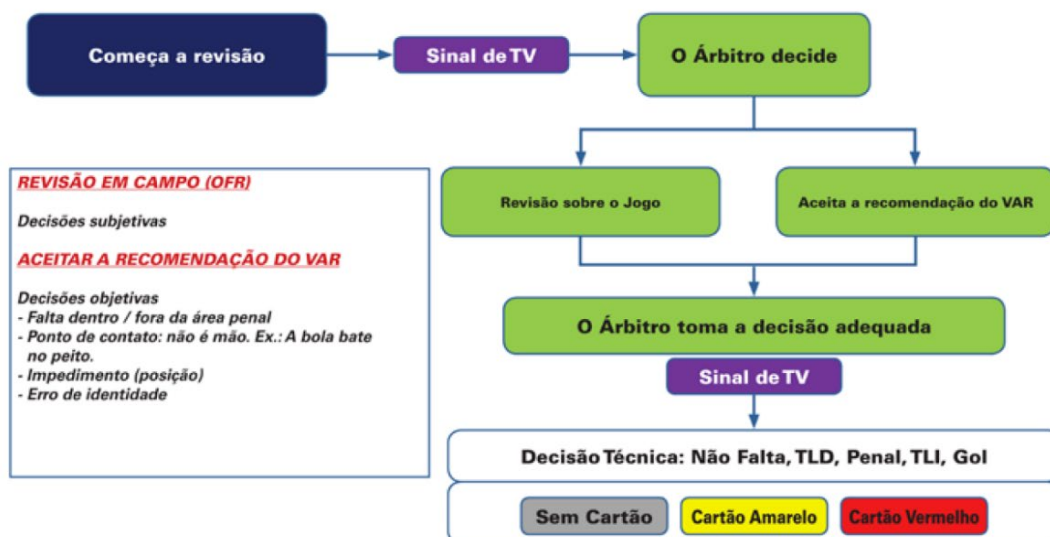 Começa a revisão
Sinal de TV
O Árbitro decide
REVISÃO EM CAMPO (OFR)
Decisões subjetivas
ACEITAR A RECOMENDAÇÃO DO VAR
Decisões objetivas
- Falta dentro / fora da área penal
- Ponto de contato: não é mão. Ex.: A bola bate
no peito.
- Impedimento (posição)
- Erro de identidade
Revisão sobre o Jogo
Aceita a recomendação do VAR
O Árbitro toma a decisão adequada
Sinal de TV
Decisão Técnica: Não Falta, TLD, Penal, TLI, Gol
Sem Cartão
Cartão Amarelo
Cartão Vermelho